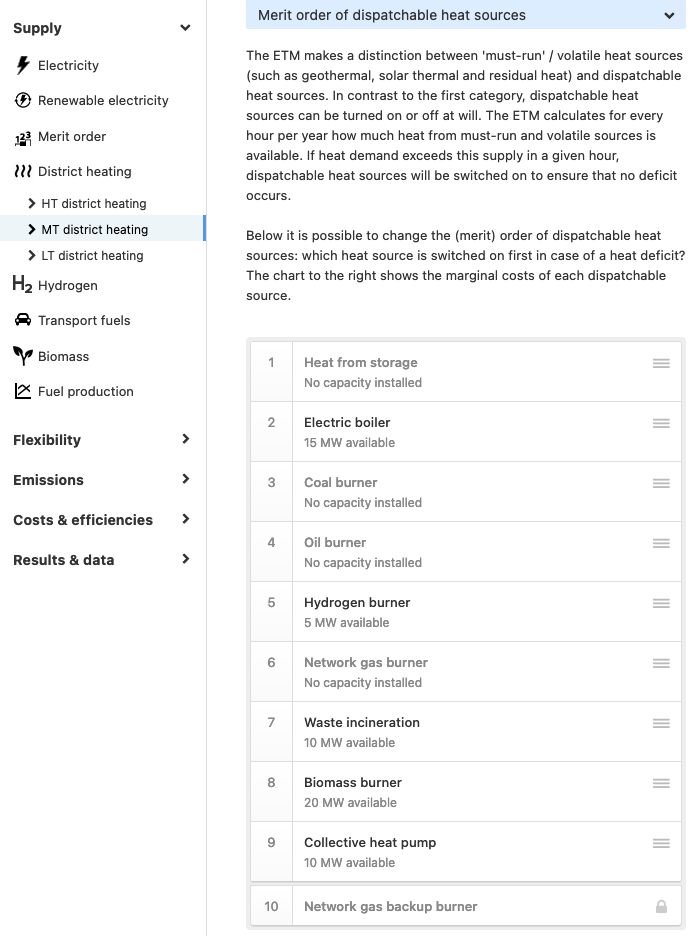 Supply
Electricity
Renewable electricity
Merit order
District heating
HT district heating
MT district heating
LT district heating
H₂ Hydrogen
Transport fuels
Biomass
Fuel production
Flexibility
Emissions
Costs & efficiencies
Results & data
Merit order of dispatchable heat sources
The ETM makes a distinction between 'must-run' / volatile heat sources
(such as geothermal, solar thermal and residual heat) and dispatchable
heat sources. In contrast to the first category, dispatchable heat
sources can be turned on or off at will. The ETM calculates for every
hour per year how much heat from must-run and volatile sources is
available. If heat demand exceeds this supply in a given hour,
dispatchable heat sources will be switched on to ensure that no deficit
occurs.
Below it is possible to change the (merit) order of dispatchable heat
sources: which heat source is switched on first in case of a heat deficit?
The chart to the right shows the marginal costs of each dispatchable
source.
1 Heat from storage
No capacity installed
2 Electric boiler
15 MW available
3 Coal burner
No capacity installed
4 Oil burner
No capacity installed
5 Hydrogen burner
5 MW available
6 Network gas burner
No capacity installed
7 Waste incineration
10 MW available
8 Biomass burner
20 MW available
9 Collective heat pump
10 MW available
10 Network gas backup burner